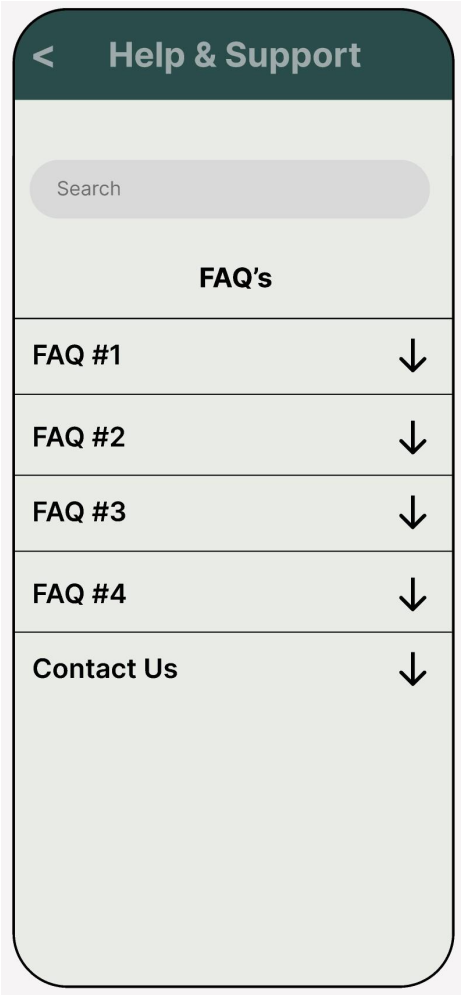 < Help & Support
Search
FAQ’s
FAQ #1
FAQ #2
FAQ #3
FAQ #4
Contact Us